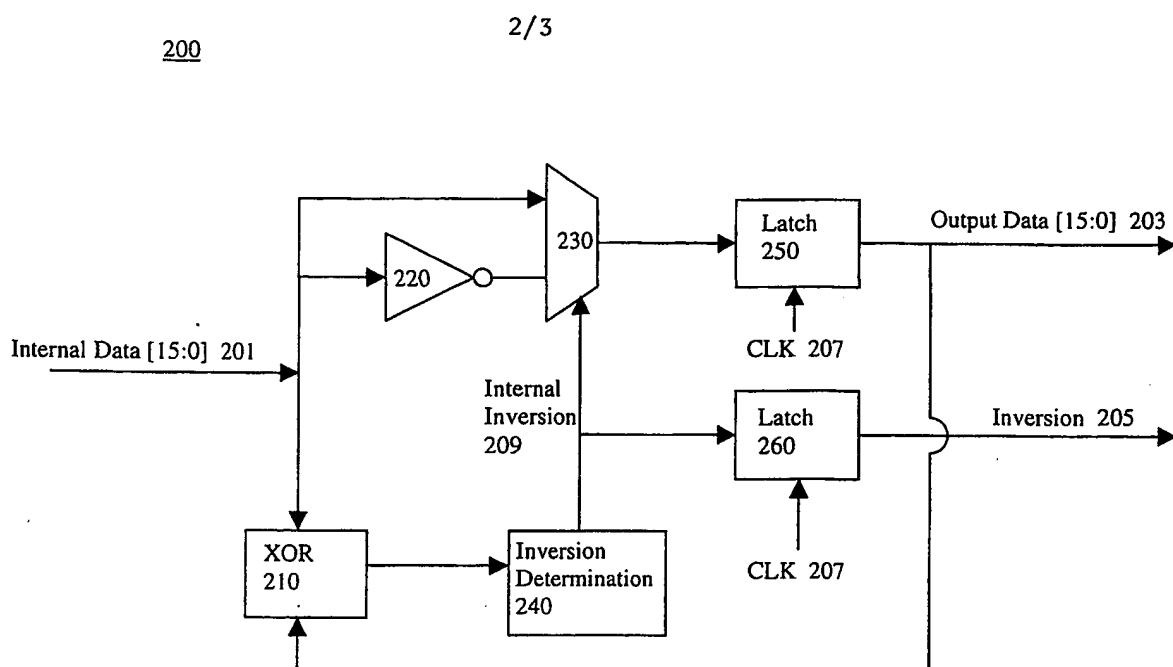 2/3
200
230
Latch
250
Output Data [15:0] 203
220
CLK 207
Internal Data [15:0] 201
Internal
Inversion
209
Latch
260
Inversion 205
XOR
210
Inversion
Determination
240
CLK 207